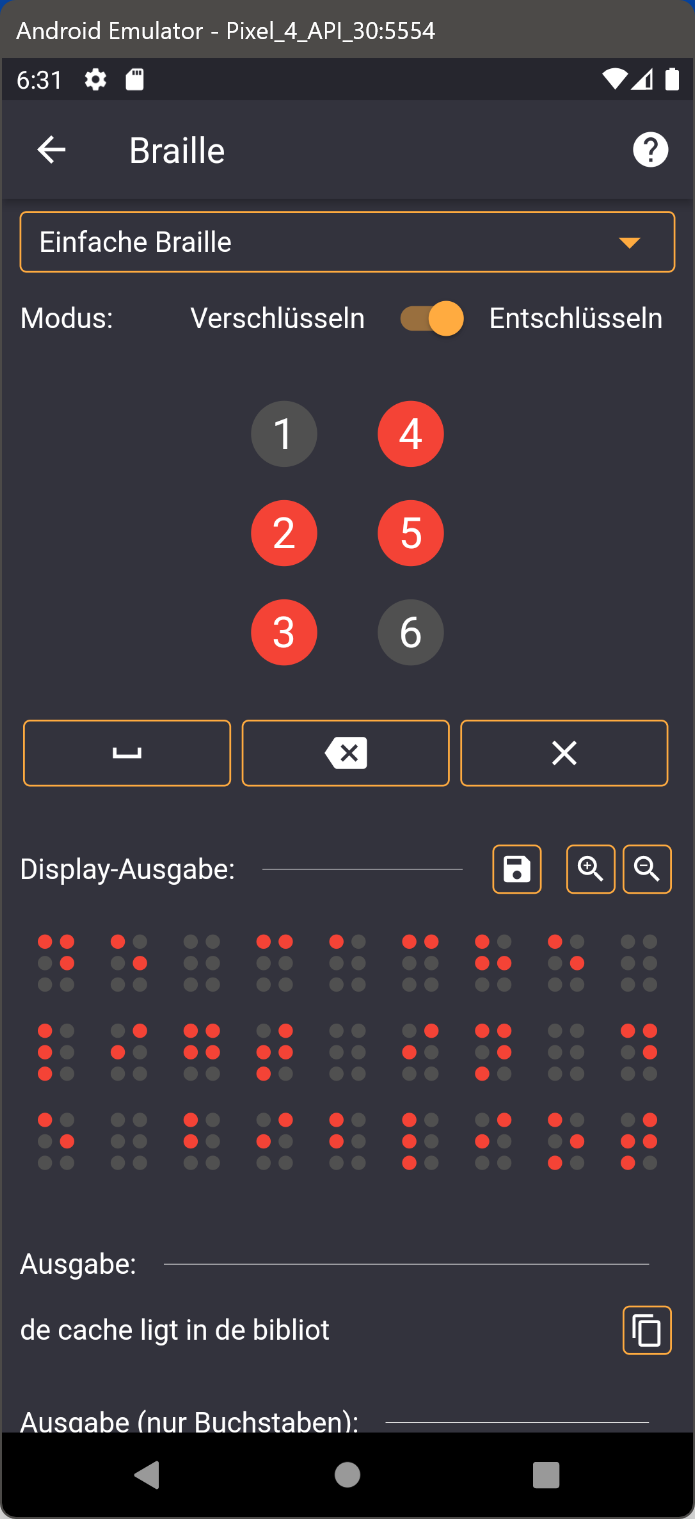 Android Emulator - Pixel_4_API_30:5554
6:31
Braille
Einfache Braille
Modus: Verschlüsseln Entschlüsseln
1 4
2 5
3 6
Display-Ausgabe:
Ausgabe:
de cache ligt in de bibliot
Ausgabe (nur Buchstaben):